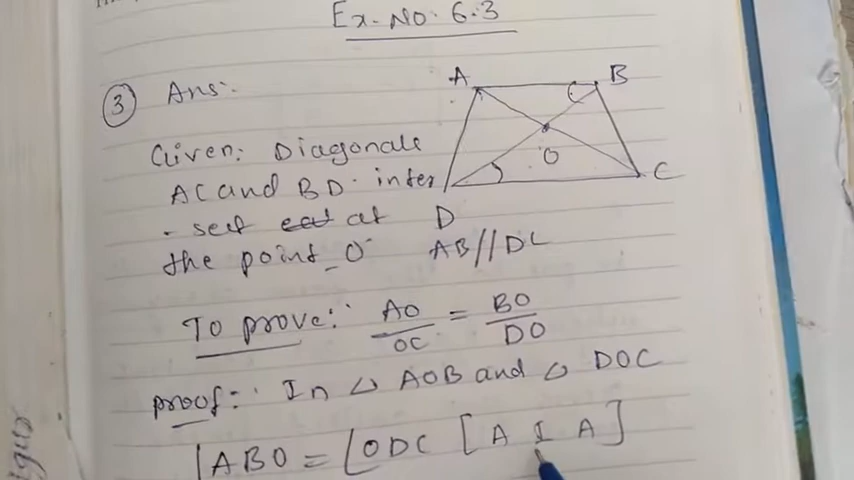 Ex-No: 6.3
③ Ans:
A B
Given: Diagonals
AC and BD inter
O C
- sect at
D
the point O
AB//DC
To prove: AO/OC = BO/DO
proof: In △ AOB and △ DOC
∠ABO = ∠ODC [A I A]